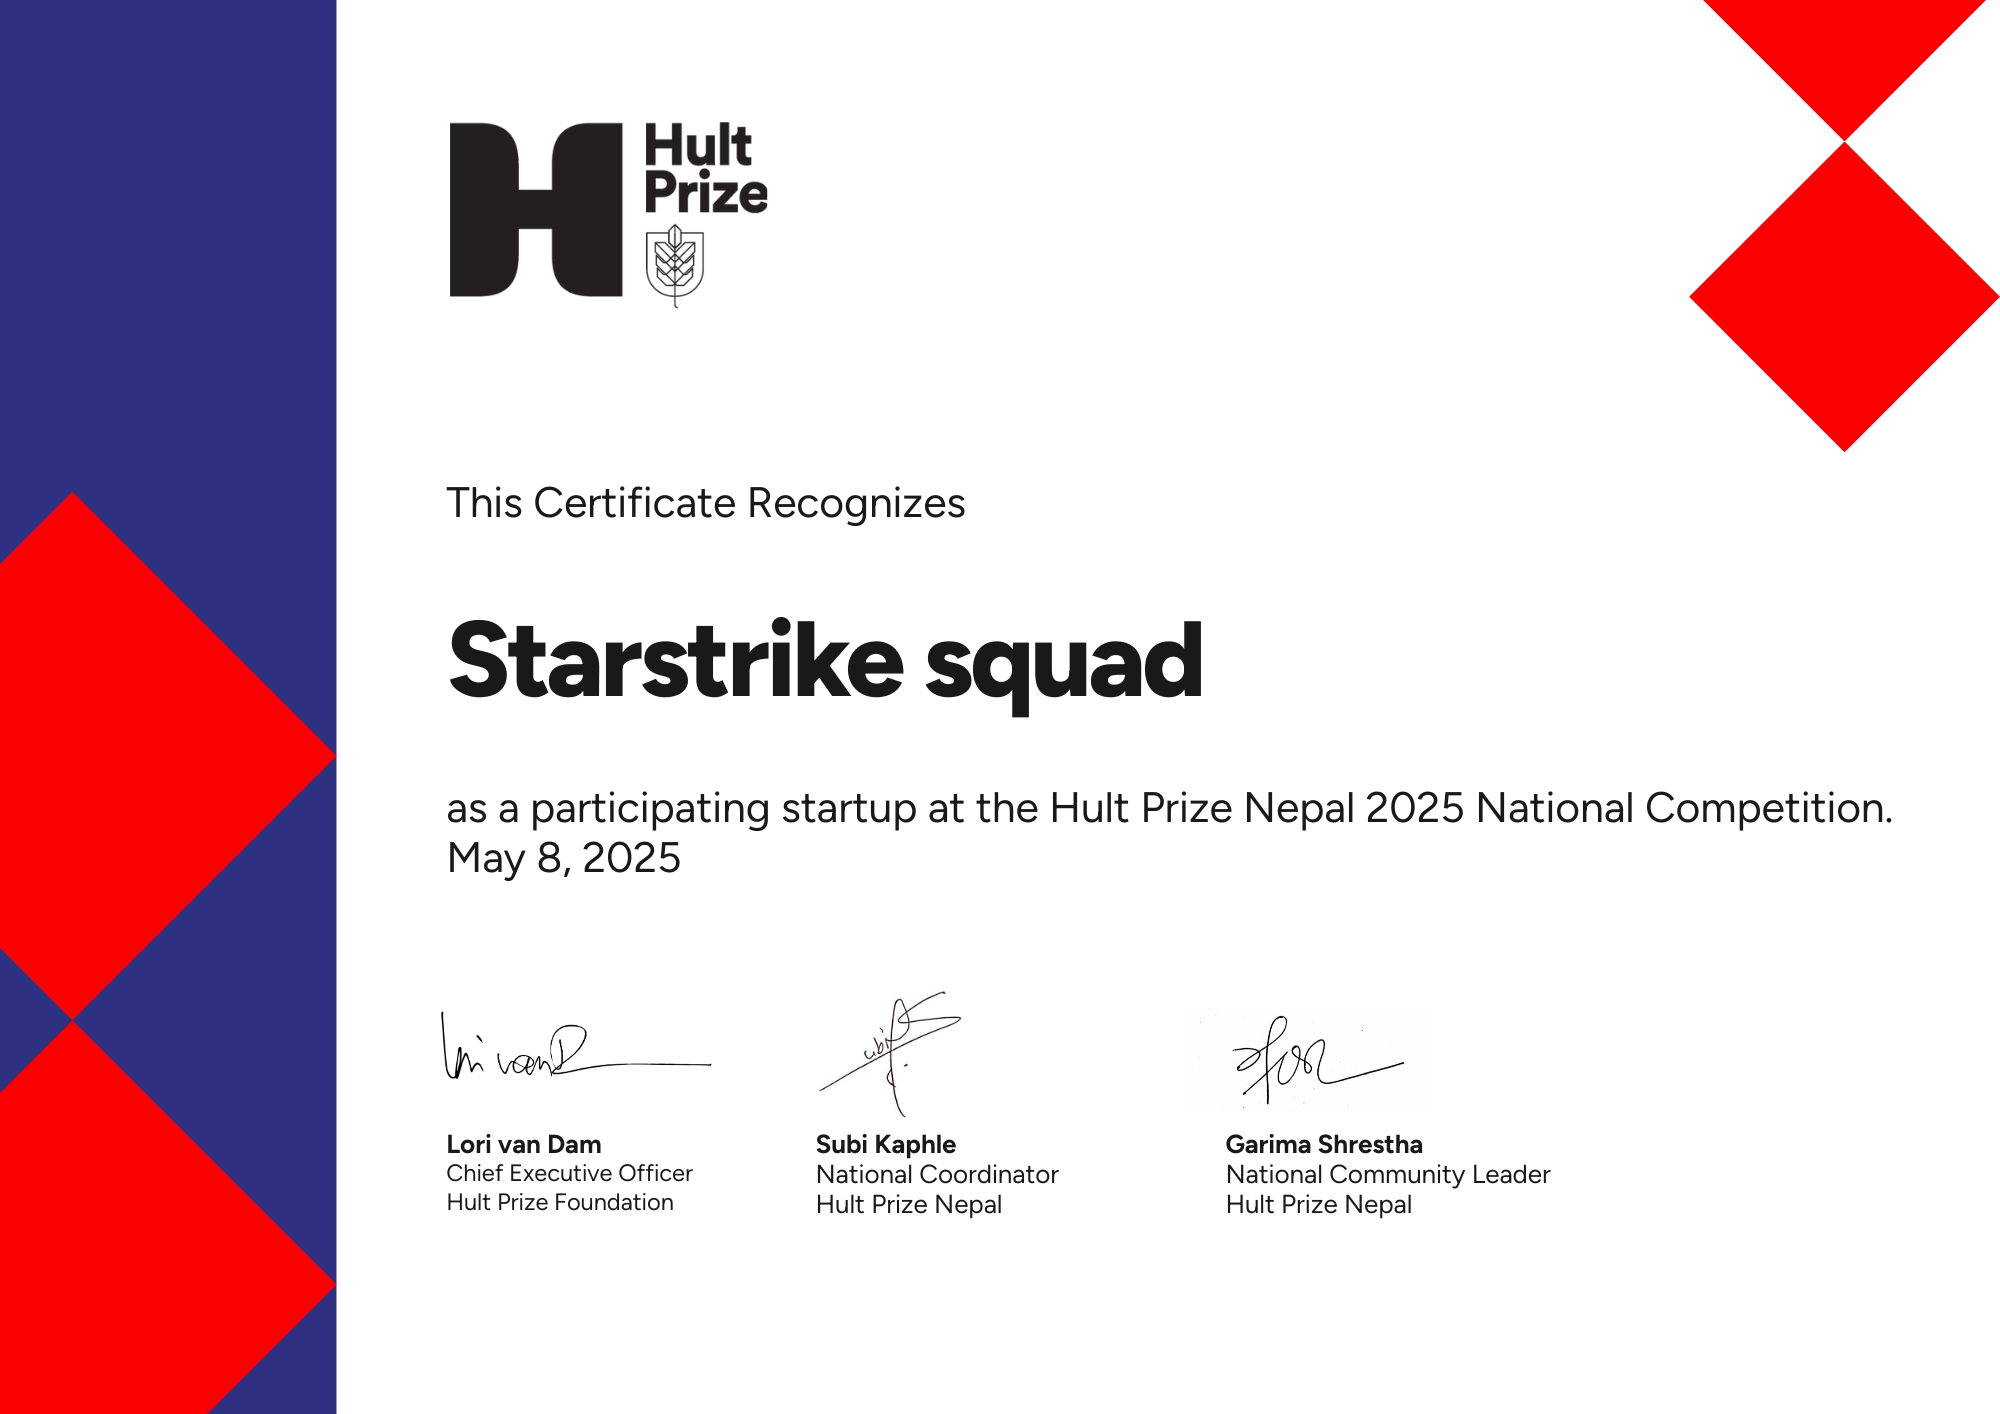 Hult
Prize
This Certificate Recognizes
Starstrike squad
as a participating startup at the Hult Prize Nepal 2025 National Competition.
May 8, 2025
Lori van Dam
Chief Executive Officer
Hult Prize Foundation
Subi Kaphle
National Coordinator
Hult Prize Nepal
Garima Shrestha
National Community Leader
Hult Prize Nepal